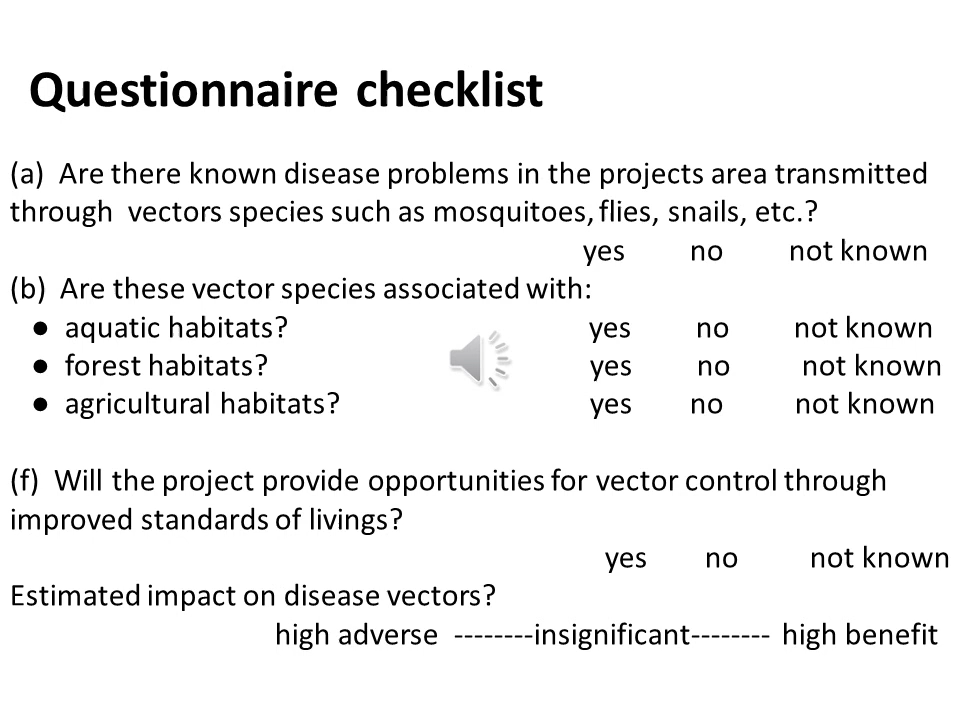 Questionnaire checklist
(a) Are there known disease problems in the projects area transmitted
through vectors species such as mosquitoes, flies, snails, etc.?
yes no not known
(b) Are these vector species associated with:
● aquatic habitats? yes no not known
● forest habitats? yes no not known
● agricultural habitats? yes no not known
(f) Will the project provide opportunities for vector control through
improved standards of livings?
yes no not known
Estimated impact on disease vectors?
high adverse --------insignificant-------- high benefit